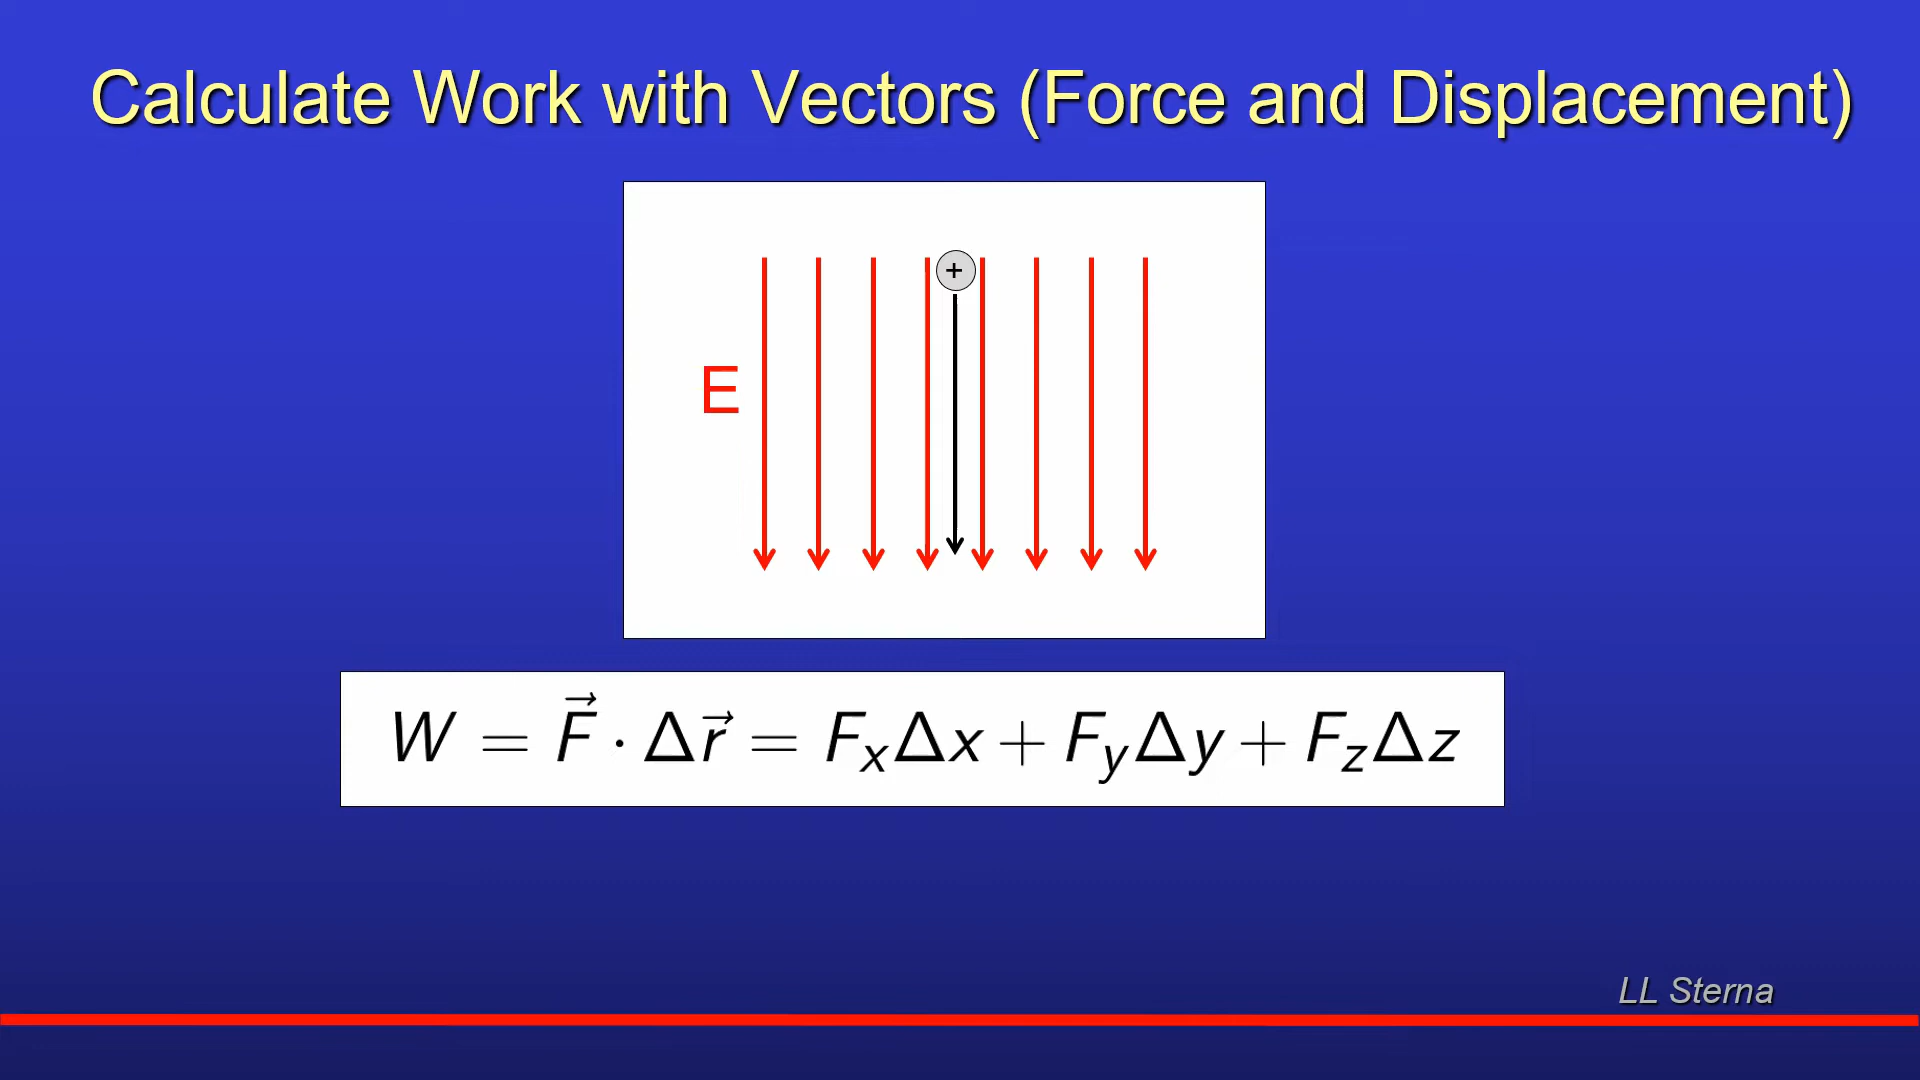 Calculate Work with Vectors (Force and Displacement)
+
E
W = F⃗ · Δr⃗ = FₓΔx + F_yΔy + F_zΔz
LL Sterna